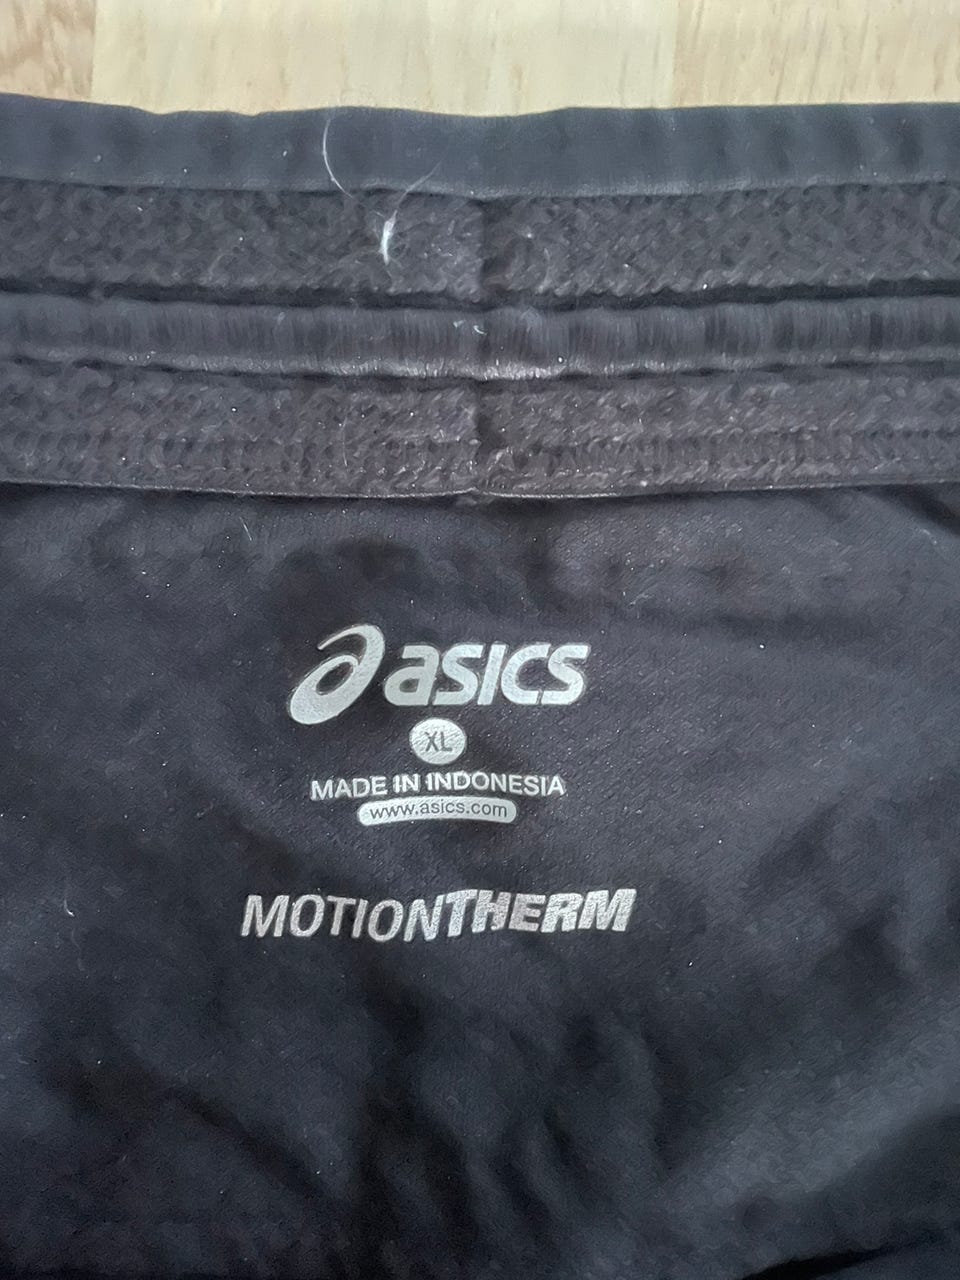 asics
XL
MADE IN INDONESIA
www.asics.com
MOTIONTHERM